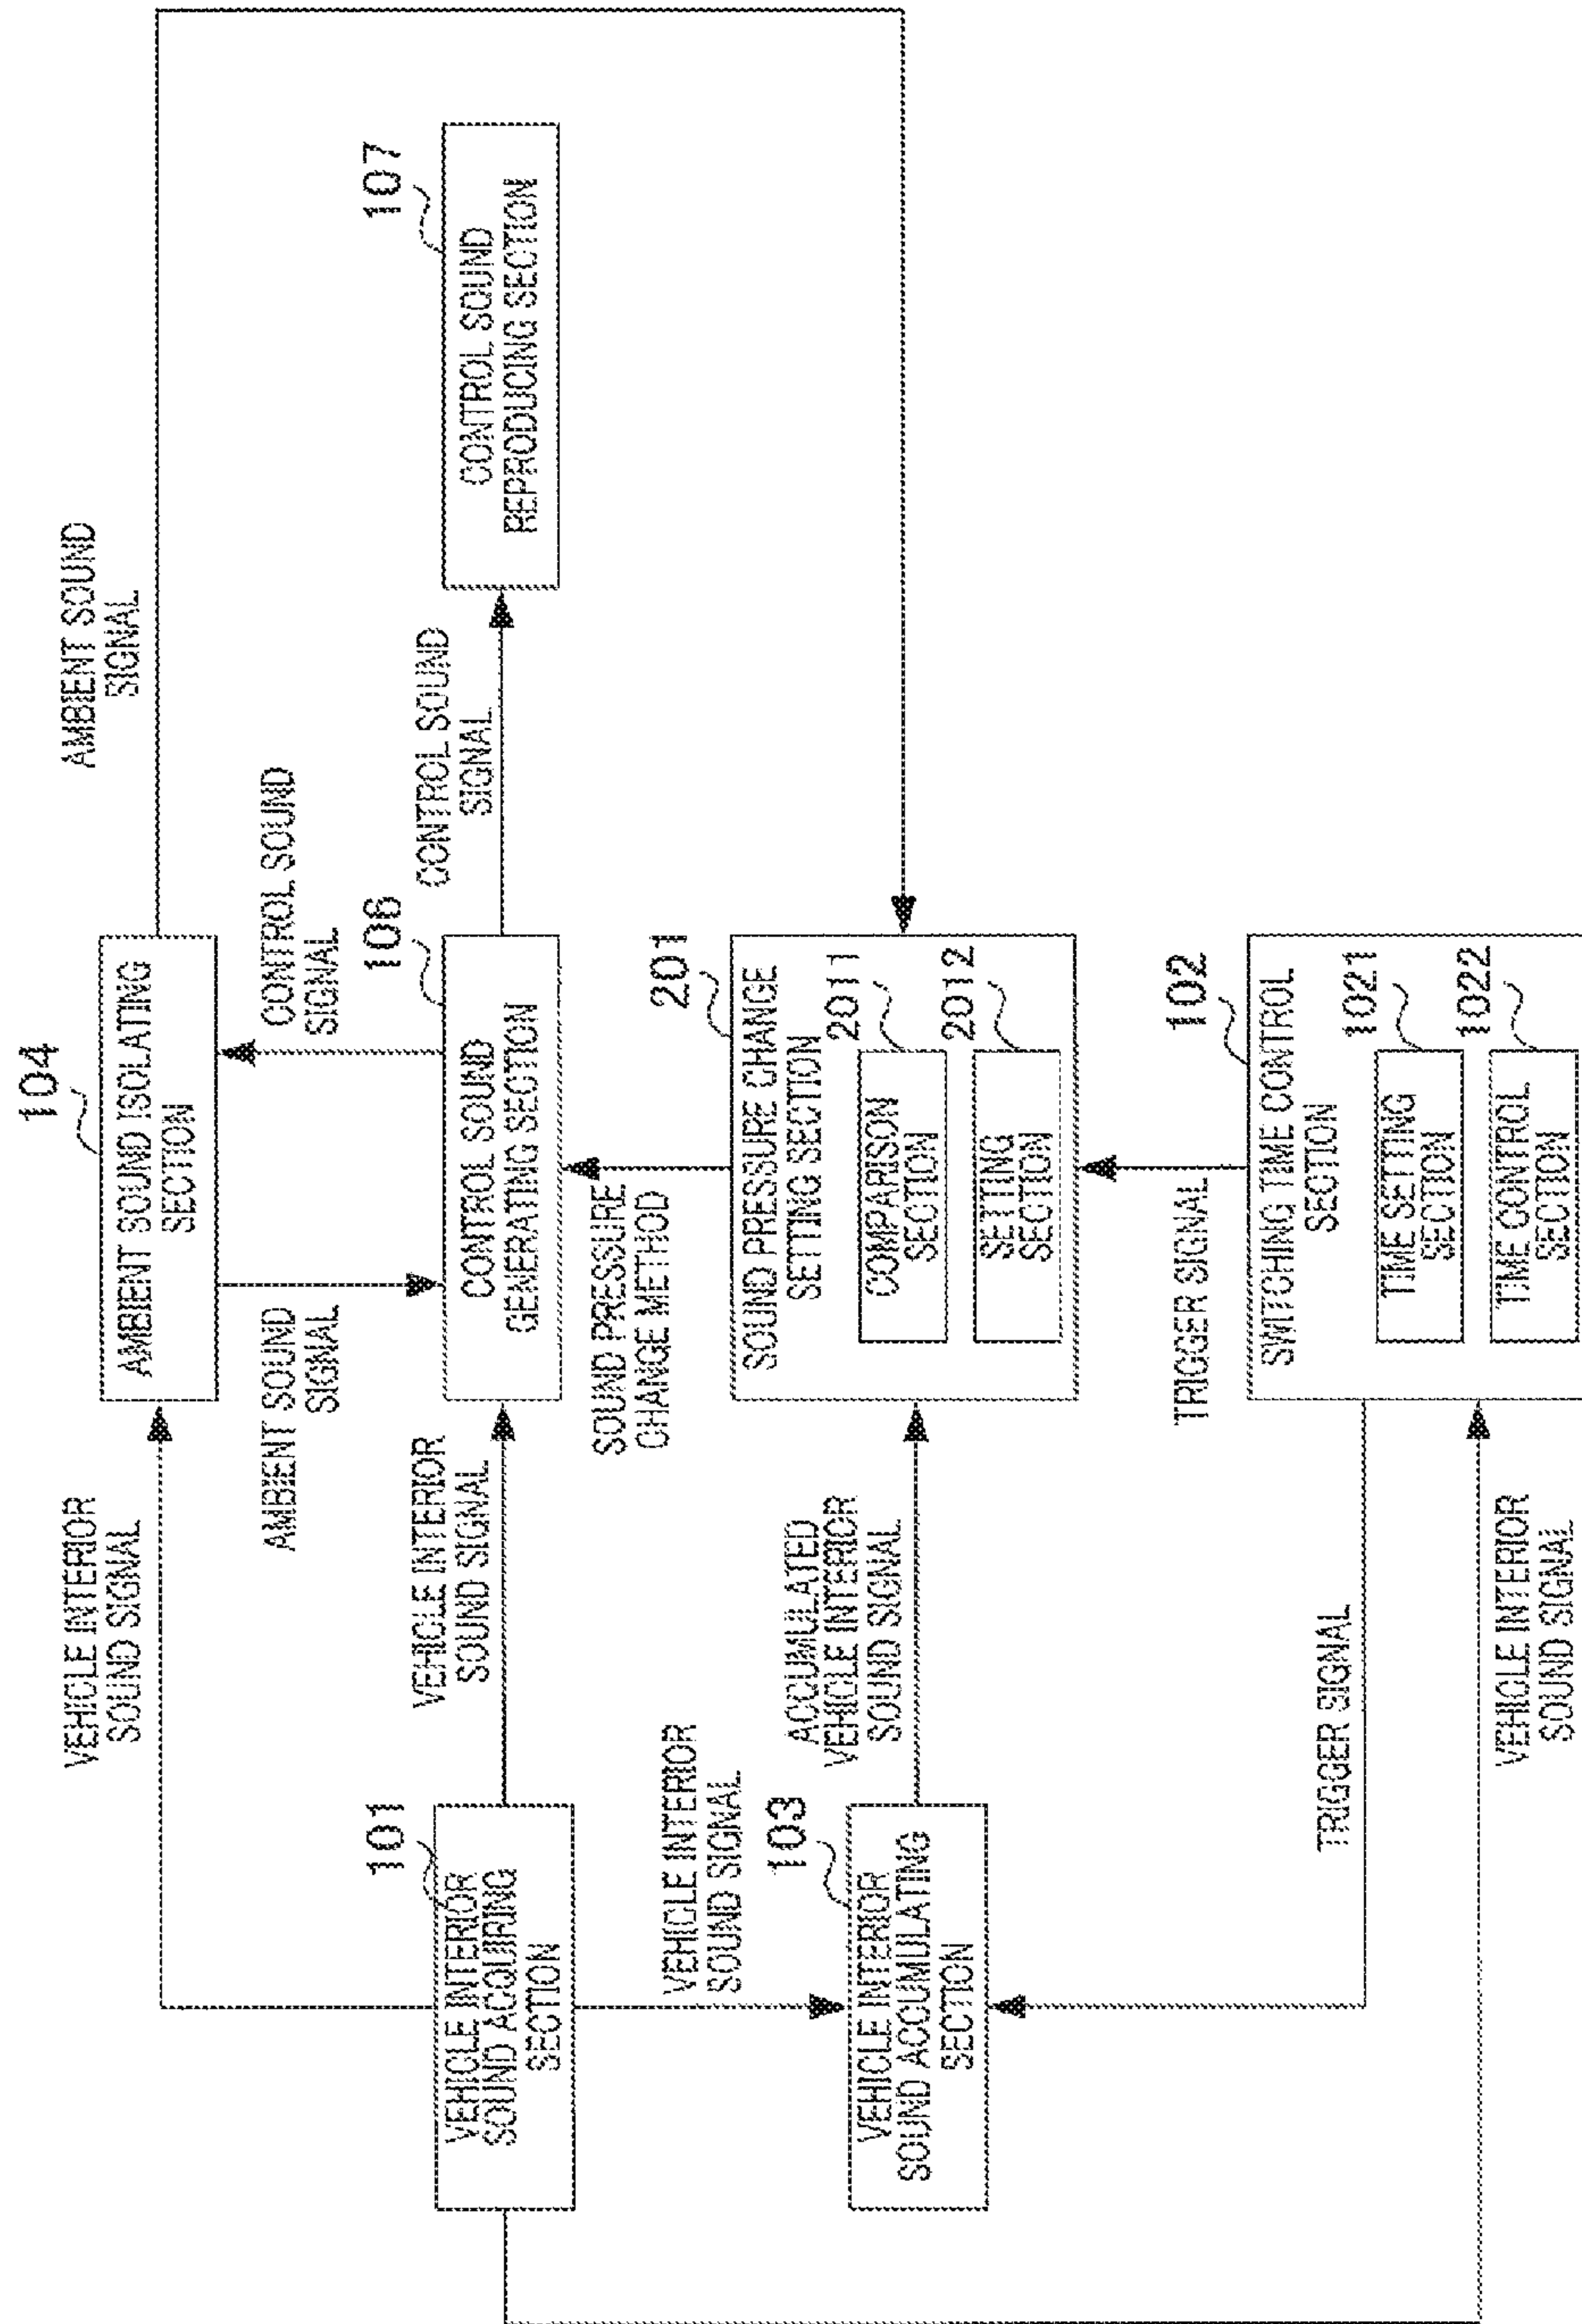 104
AMBIENT SOUND ISOLATING
SECTION
VEHICLE INTERIOR
SOUND SIGNAL
AMBIENT SOUND
SIGNAL
AMBIENT SOUND
SIGNAL
CONTROL SOUND
SIGNAL
101
VEHICLE INTERIOR
SOUND ACQUIRING
SECTION
VEHICLE INTERIOR
SOUND SIGNAL
106
CONTROL SOUND
GENERATING SECTION
CONTROL SOUND
SIGNAL
107
CONTROL SOUND
REPRODUCING SECTION
VEHICLE INTERIOR
SOUND SIGNAL
SOUND PRESSURE
CHANGE METHOD
103
VEHICLE INTERIOR
SOUND ACCUMULATING
SECTION
ACCUMULATED
VEHICLE INTERIOR
SOUND SIGNAL
201
SOUND PRESSURE CHANGE
SETTING SECTION
2011
COMPARISON
SECTION
2012
SETTING
SECTION
TRIGGER SIGNAL
TRIGGER SIGNAL
102
SWITCHING TIME CONTROL
SECTION
1021
TIME SETTING
SECTION
1022
TIME CONTROL
SECTION
VEHICLE INTERIOR
SOUND SIGNAL